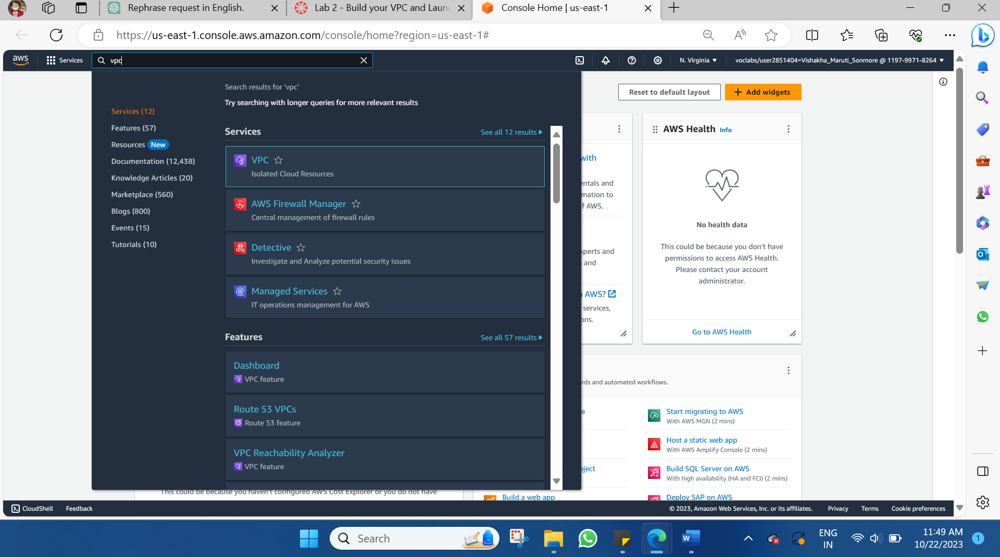 Rephrase request in English.
Lab 2 - Build your VPC and Laun
Console Home | us-east-1
https://us-east-1.console.aws.amazon.com/console/home?region=us-east-1#
aws
Services
vpc
N. Virginia
voclabs/user2851404=Vishakha_Maruti_Sonmore @ 1197-9971-8264
Search results for 'vpc'
Try searching with longer queries for more relevant results
Services (12)
Features (57)
Resources New
Documentation (12,438)
Knowledge Articles (20)
Marketplace (560)
Blogs (800)
Events (15)
Tutorials (10)
Services
See all 12 results
VPC
Isolated Cloud Resources
AWS Firewall Manager
Central management of firewall rules
Detective
Investigate and Analyze potential security issues
Managed Services
IT operations management for AWS
Features
See all 57 results
Dashboard
VPC feature
Route 53 VPCs
Route 53 feature
VPC Reachability Analyzer
VPC feature
Reset to default layout
Add widgets
with
entals and
mation to
f AWS.
xperts and
and
AWS?
services,
ons.
AWS Health Info
No health data
This could be because you don't have
permissions to access AWS Health.
Please contact your account
administrator.
Go to AWS Health
rds and automated workflows.
e
oject
Start migrating to AWS
With AWS MGN (2 mins)
Host a static web app
With AWS Amplify Console (2 mins)
Build SQL Server on AWS
With high availability (HA and FCI) (2 mins)
This could be because you haven't configured AWS Cost Explorer or you do not have
Build a web app
Deploy SAP on AWS
CloudShell
Feedback
© 2023, Amazon Web Services, Inc. or its affiliates.
Privacy
Terms
Cookie preferences
Search
ENG
IN
11:49 AM
10/22/2023
1